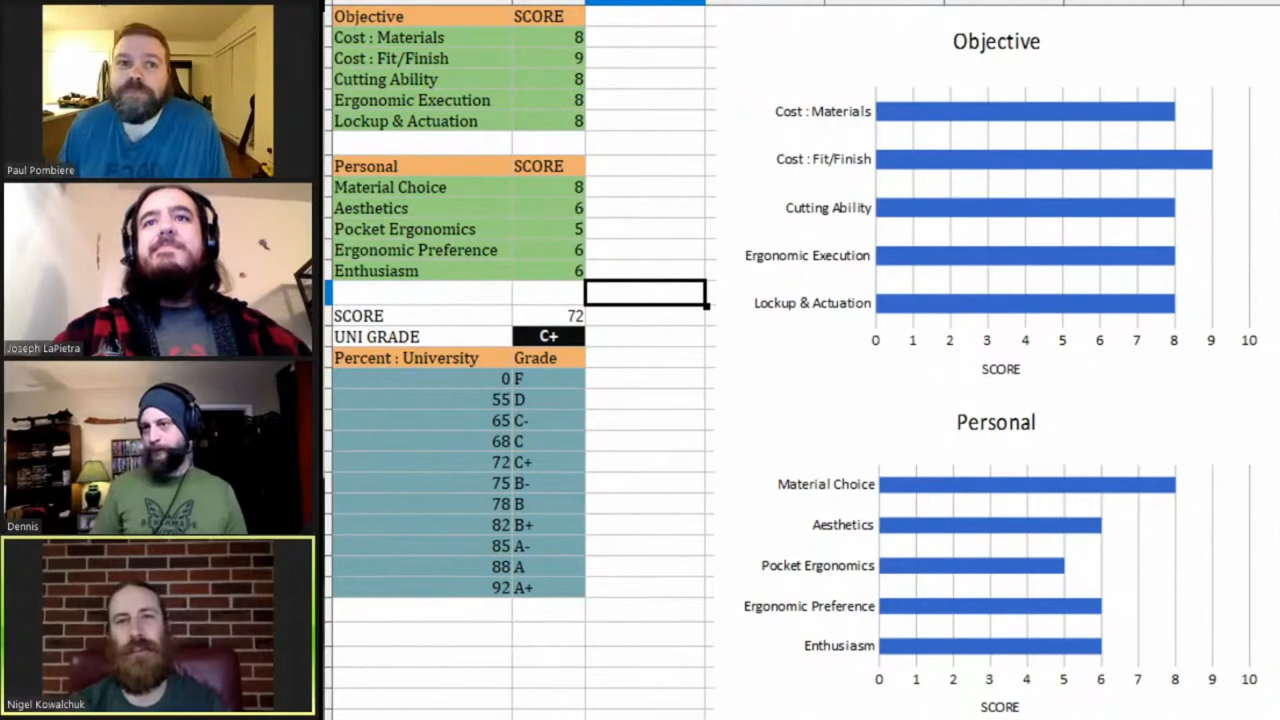 Paul Pombiere
Joseph LaPietra
Dennis
Nigel Kowalchuk
Objective SCORE
Cost : Materials 8
Cost : Fit/Finish 9
Cutting Ability 8
Ergonomic Execution 8
Lockup & Actuation 8
Personal SCORE
Material Choice 8
Aesthetics 6
Pocket Ergonomics 5
Ergonomic Preference 6
Enthusiasm 6
SCORE 72
UNI GRADE C+
Percent : University Grade
0 F
55 D
65 C-
68 C
72 C+
75 B-
78 B
82 B+
85 A-
88 A
92 A+
Objective
Cost : Materials
Cost : Fit/Finish
Cutting Ability
Ergonomic Execution
Lockup & Actuation
0 1 2 3 4 5 6 7 8 9 10
SCORE
Personal
Material Choice
Aesthetics
Pocket Ergonomics
Ergonomic Preference
Enthusiasm
0 1 2 3 4 5 6 7 8 9 10
SCORE